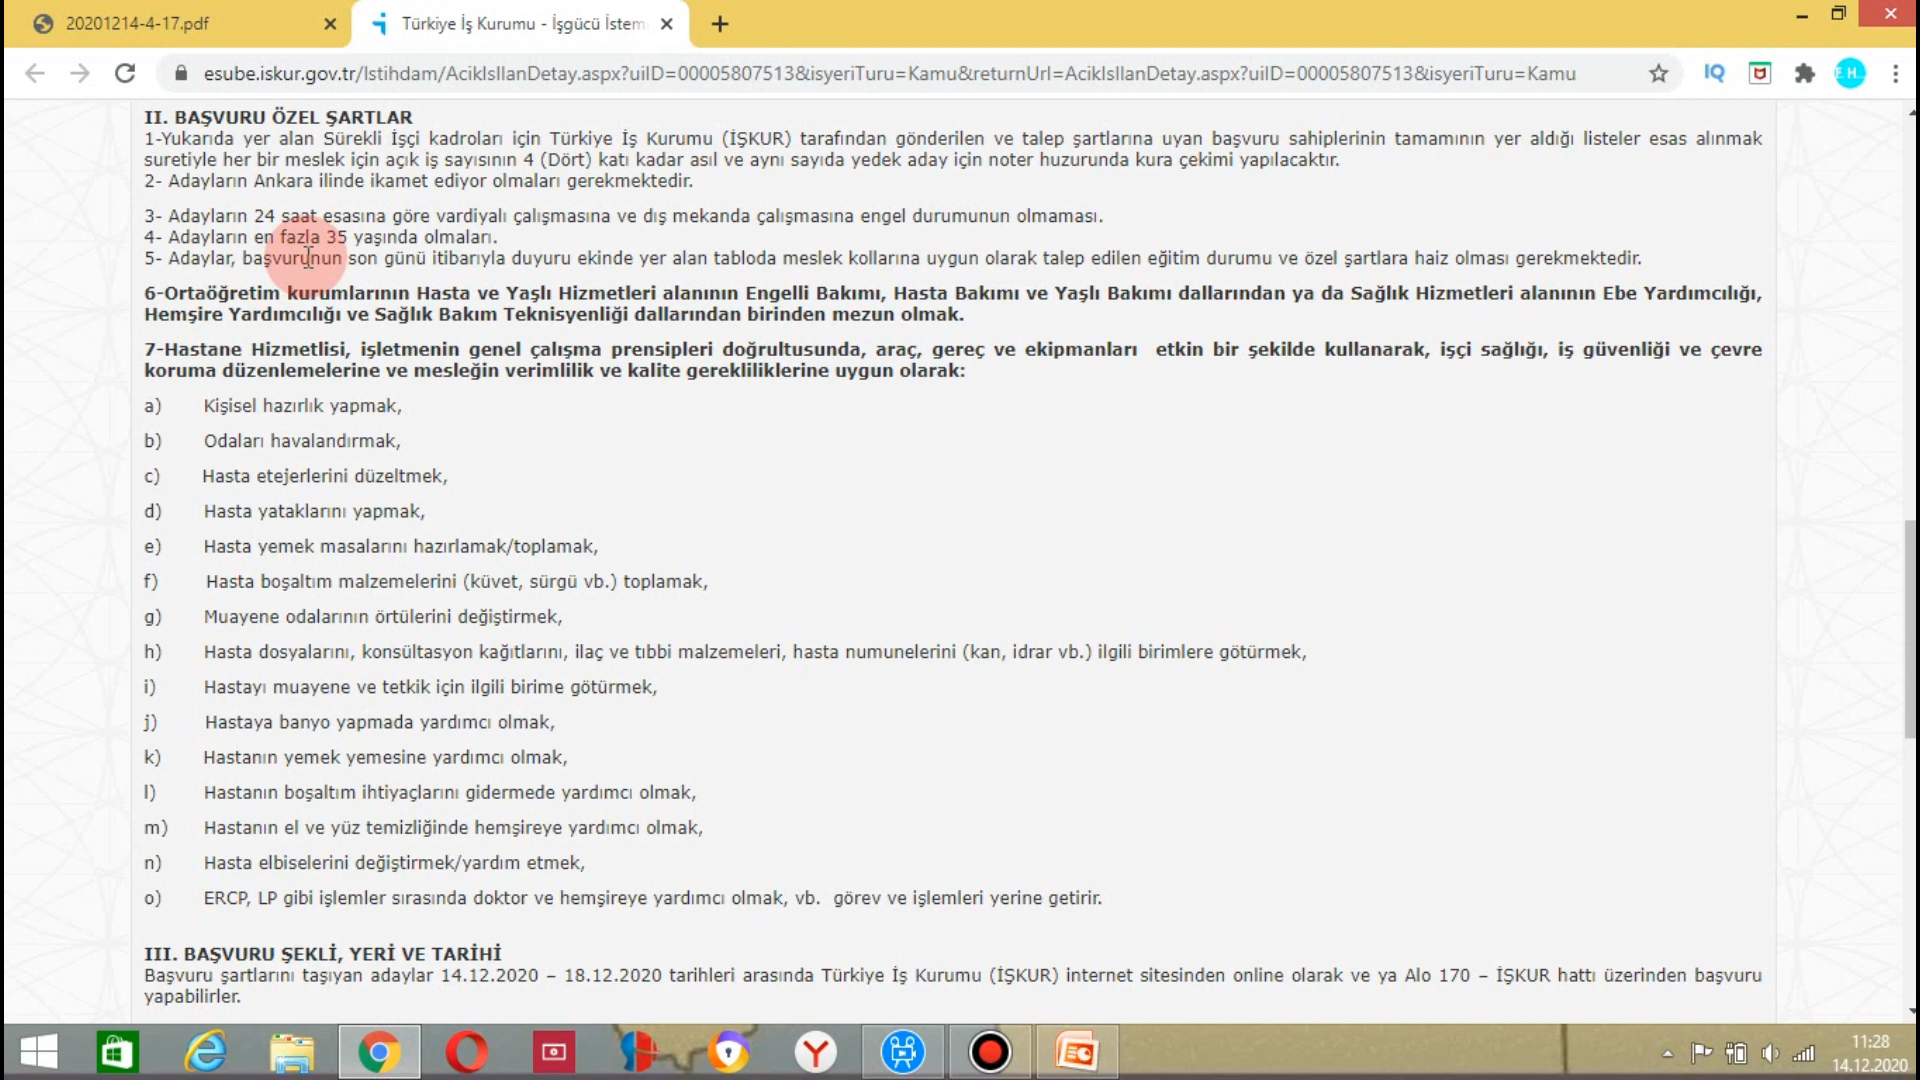 20201214-4-17.pdf
Türkiye İş Kurumu - İşgücü İstem
esube.iskur.gov.tr/Istihdam/AcikIsIlanDetay.aspx?uiID=00005807513&isyeriTuru=Kamu&returnUrl=AcikIsIlanDetay.aspx?uiID=00005807513&isyeriTuru=Kamu
IQ
E H...
II. BAŞVURU ÖZEL ŞARTLAR
1-Yukarıda yer alan Sürekli İşçi kadroları için Türkiye İş Kurumu (İŞKUR) tarafından gönderilen ve talep şartlarına uyan başvuru sahiplerinin tamamının yer aldığı listeler esas alınmak
suretiyle her bir meslek için açık iş sayısının 4 (Dört) katı kadar asıl ve aynı sayıda yedek aday için noter huzurunda kura çekimi yapılacaktır.
2- Adayların Ankara ilinde ikamet ediyor olmaları gerekmektedir.
3- Adayların 24 saat esasına göre vardiyalı çalışmasına ve dış mekanda çalışmasına engel durumunun olmaması.
4- Adayların en fazla 35 yaşında olmaları.
5- Adaylar, başvurunun son günü itibarıyla duyuru ekinde yer alan tabloda meslek kollarına uygun olarak talep edilen eğitim durumu ve özel şartlara haiz olması gerekmektedir.
6-Ortaöğretim kurumlarının Hasta ve Yaşlı Hizmetleri alanının Engelli Bakımı, Hasta Bakımı ve Yaşlı Bakımı dallarından ya da Sağlık Hizmetleri alanının Ebe Yardımcılığı,
Hemşire Yardımcılığı ve Sağlık Bakım Teknisyenliği dallarından birinden mezun olmak.
7-Hastane Hizmetlisi, işletmenin genel çalışma prensipleri doğrultusunda, araç, gereç ve ekipmanları etkin bir şekilde kullanarak, işçi sağlığı, iş güvenliği ve çevre
koruma düzenlemelerine ve mesleğin verimlilik ve kalite gerekliliklerine uygun olarak:
a) Kişisel hazırlık yapmak,
b) Odaları havalandırmak,
c) Hasta etejerlerini düzeltmek,
d) Hasta yataklarını yapmak,
e) Hasta yemek masalarını hazırlamak/toplamak,
f) Hasta boşaltım malzemelerini (küvet, sürgü vb.) toplamak,
g) Muayene odalarının örtülerini değiştirmek,
h) Hasta dosyalarını, konsültasyon kağıtlarını, ilaç ve tıbbi malzemeleri, hasta numunelerini (kan, idrar vb.) ilgili birimlere götürmek,
i) Hastayı muayene ve tetkik için ilgili birime götürmek,
j) Hastaya banyo yapmada yardımcı olmak,
k) Hastanın yemek yemesine yardımcı olmak,
l) Hastanın boşaltım ihtiyaçlarını gidermede yardımcı olmak,
m) Hastanın el ve yüz temizliğinde hemşireye yardımcı olmak,
n) Hasta elbiselerini değiştirmek/yardım etmek,
o) ERCP, LP gibi işlemler sırasında doktor ve hemşireye yardımcı olmak, vb. görev ve işlemleri yerine getirir.
III. BAŞVURU ŞEKLİ, YERİ VE TARİHİ
Başvuru şartlarını taşıyan adaylar 14.12.2020 – 18.12.2020 tarihleri arasında Türkiye İş Kurumu (İŞKUR) internet sitesinden online olarak ve ya Alo 170 – İŞKUR hattı üzerinden başvuru
yapabilirler.
11:28
14.12.2020